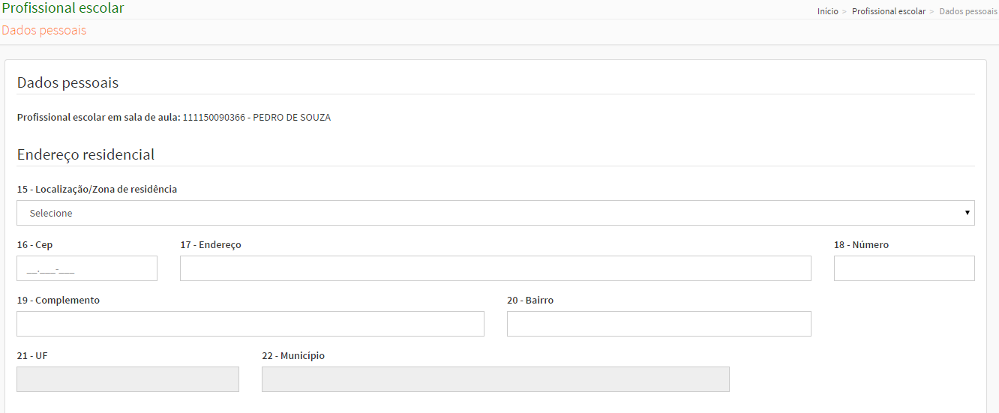 Profissional escolar
Início > Profissional escolar > Dados pessoais
Dados pessoais
Dados pessoais
Profissional escolar em sala de aula: 111150090366 - PEDRO DE SOUZA
Endereço residencial
15 - Localização/Zona de residência
Selecione
16 - Cep 17 - Endereço 18 - Número
__.___-___
19 - Complemento 20 - Bairro
21 - UF 22 - Município